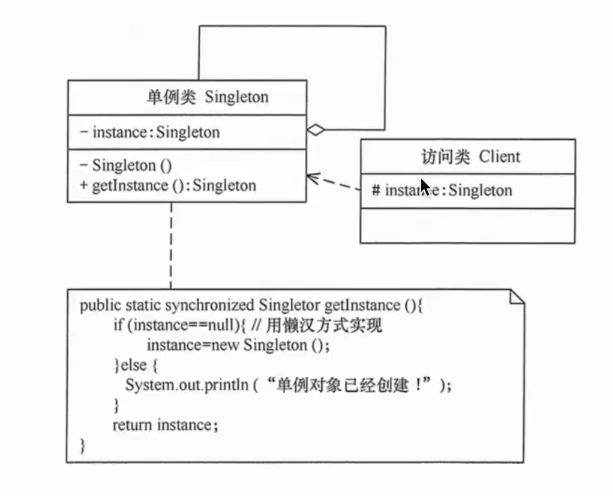 单例类 Singleton
- instance:Singleton
- Singleton ()
+ getInstance ():Singleton
访问类 Client
# instance:Singleton
public static synchronized Singletor getInstance (){
if (instance==null){ // 用懒汉方式实现
instance=new Singleton ();
}else {
System.out.println ( “单例对象已经创建！” );
}
return instance;
}